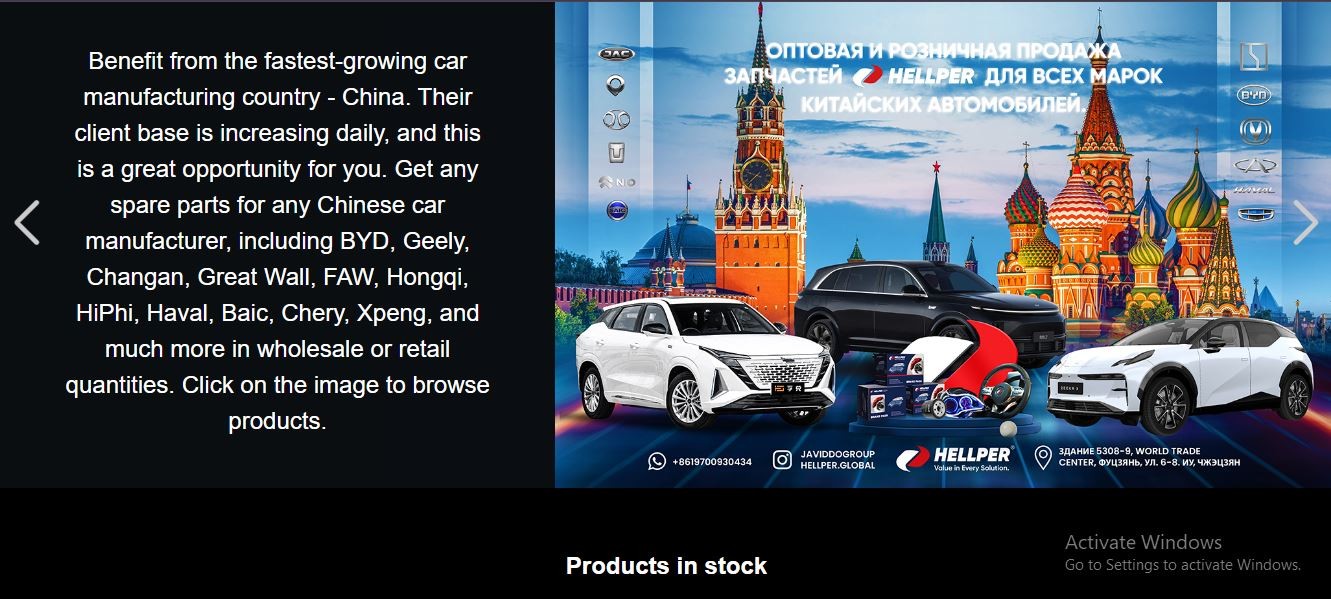 Benefit from the fastest-growing car
manufacturing country - China. Their
client base is increasing daily, and this
is a great opportunity for you. Get any
spare parts for any Chinese car
manufacturer, including BYD, Geely,
Changan, Great Wall, FAW, Hongqi,
HiPhi, Haval, Baic, Chery, Xpeng, and
much more in wholesale or retail
quantities. Click on the image to browse
products.
ОПТОВАЯ И РОЗНИЧНАЯ ПРОДАЖА
ЗАПЧАСТЕЙ HELLPER ДЛЯ ВСЕХ МАРОК
КИТАЙСКИХ АВТОМОБИЛЕЙ.
JAC
NIO
BYD
HAVAL
+8619700930434
JAVIDDOGROUP
HELLPER.GLOBAL
HELLPER®
Value in Every Solution.
ЗДАНИЕ 5308-9, WORLD TRADE
CENTER, ФУЦЗЯНЬ, УЛ. 6-8. ИУ, ЧЖЭЦЗЯН
Products in stock
Activate Windows
Go to Settings to activate Windows.